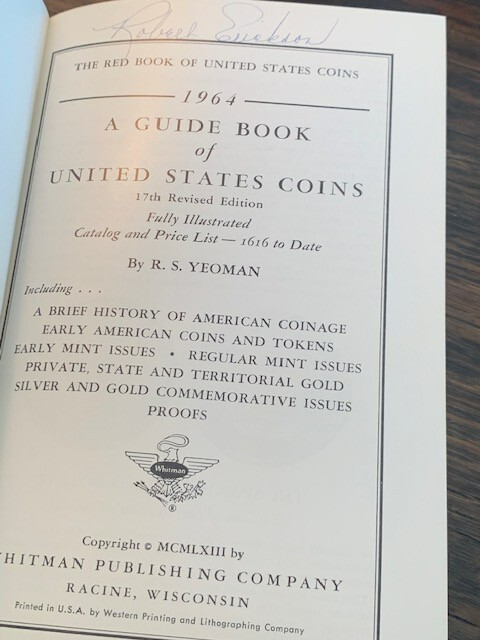 Robert Erickson
THE RED BOOK OF UNITED STATES COINS
1964
A GUIDE BOOK
of
UNITED STATES COINS
17th Revised Edition
Fully Illustrated
Catalog and Price List — 1616 to Date
By R. S. YEOMAN
Including . . .
A BRIEF HISTORY OF AMERICAN COINAGE
EARLY AMERICAN COINS AND TOKENS
EARLY MINT ISSUES • REGULAR MINT ISSUES
PRIVATE, STATE AND TERRITORIAL GOLD
SILVER AND GOLD COMMEMORATIVE ISSUES
PROOFS
Whitman
®
Copyright © MCMLXIII by
HITMAN PUBLISHING COMPANY
RACINE, WISCONSIN
Printed in U.S.A. by Western Printing and Lithographing Company